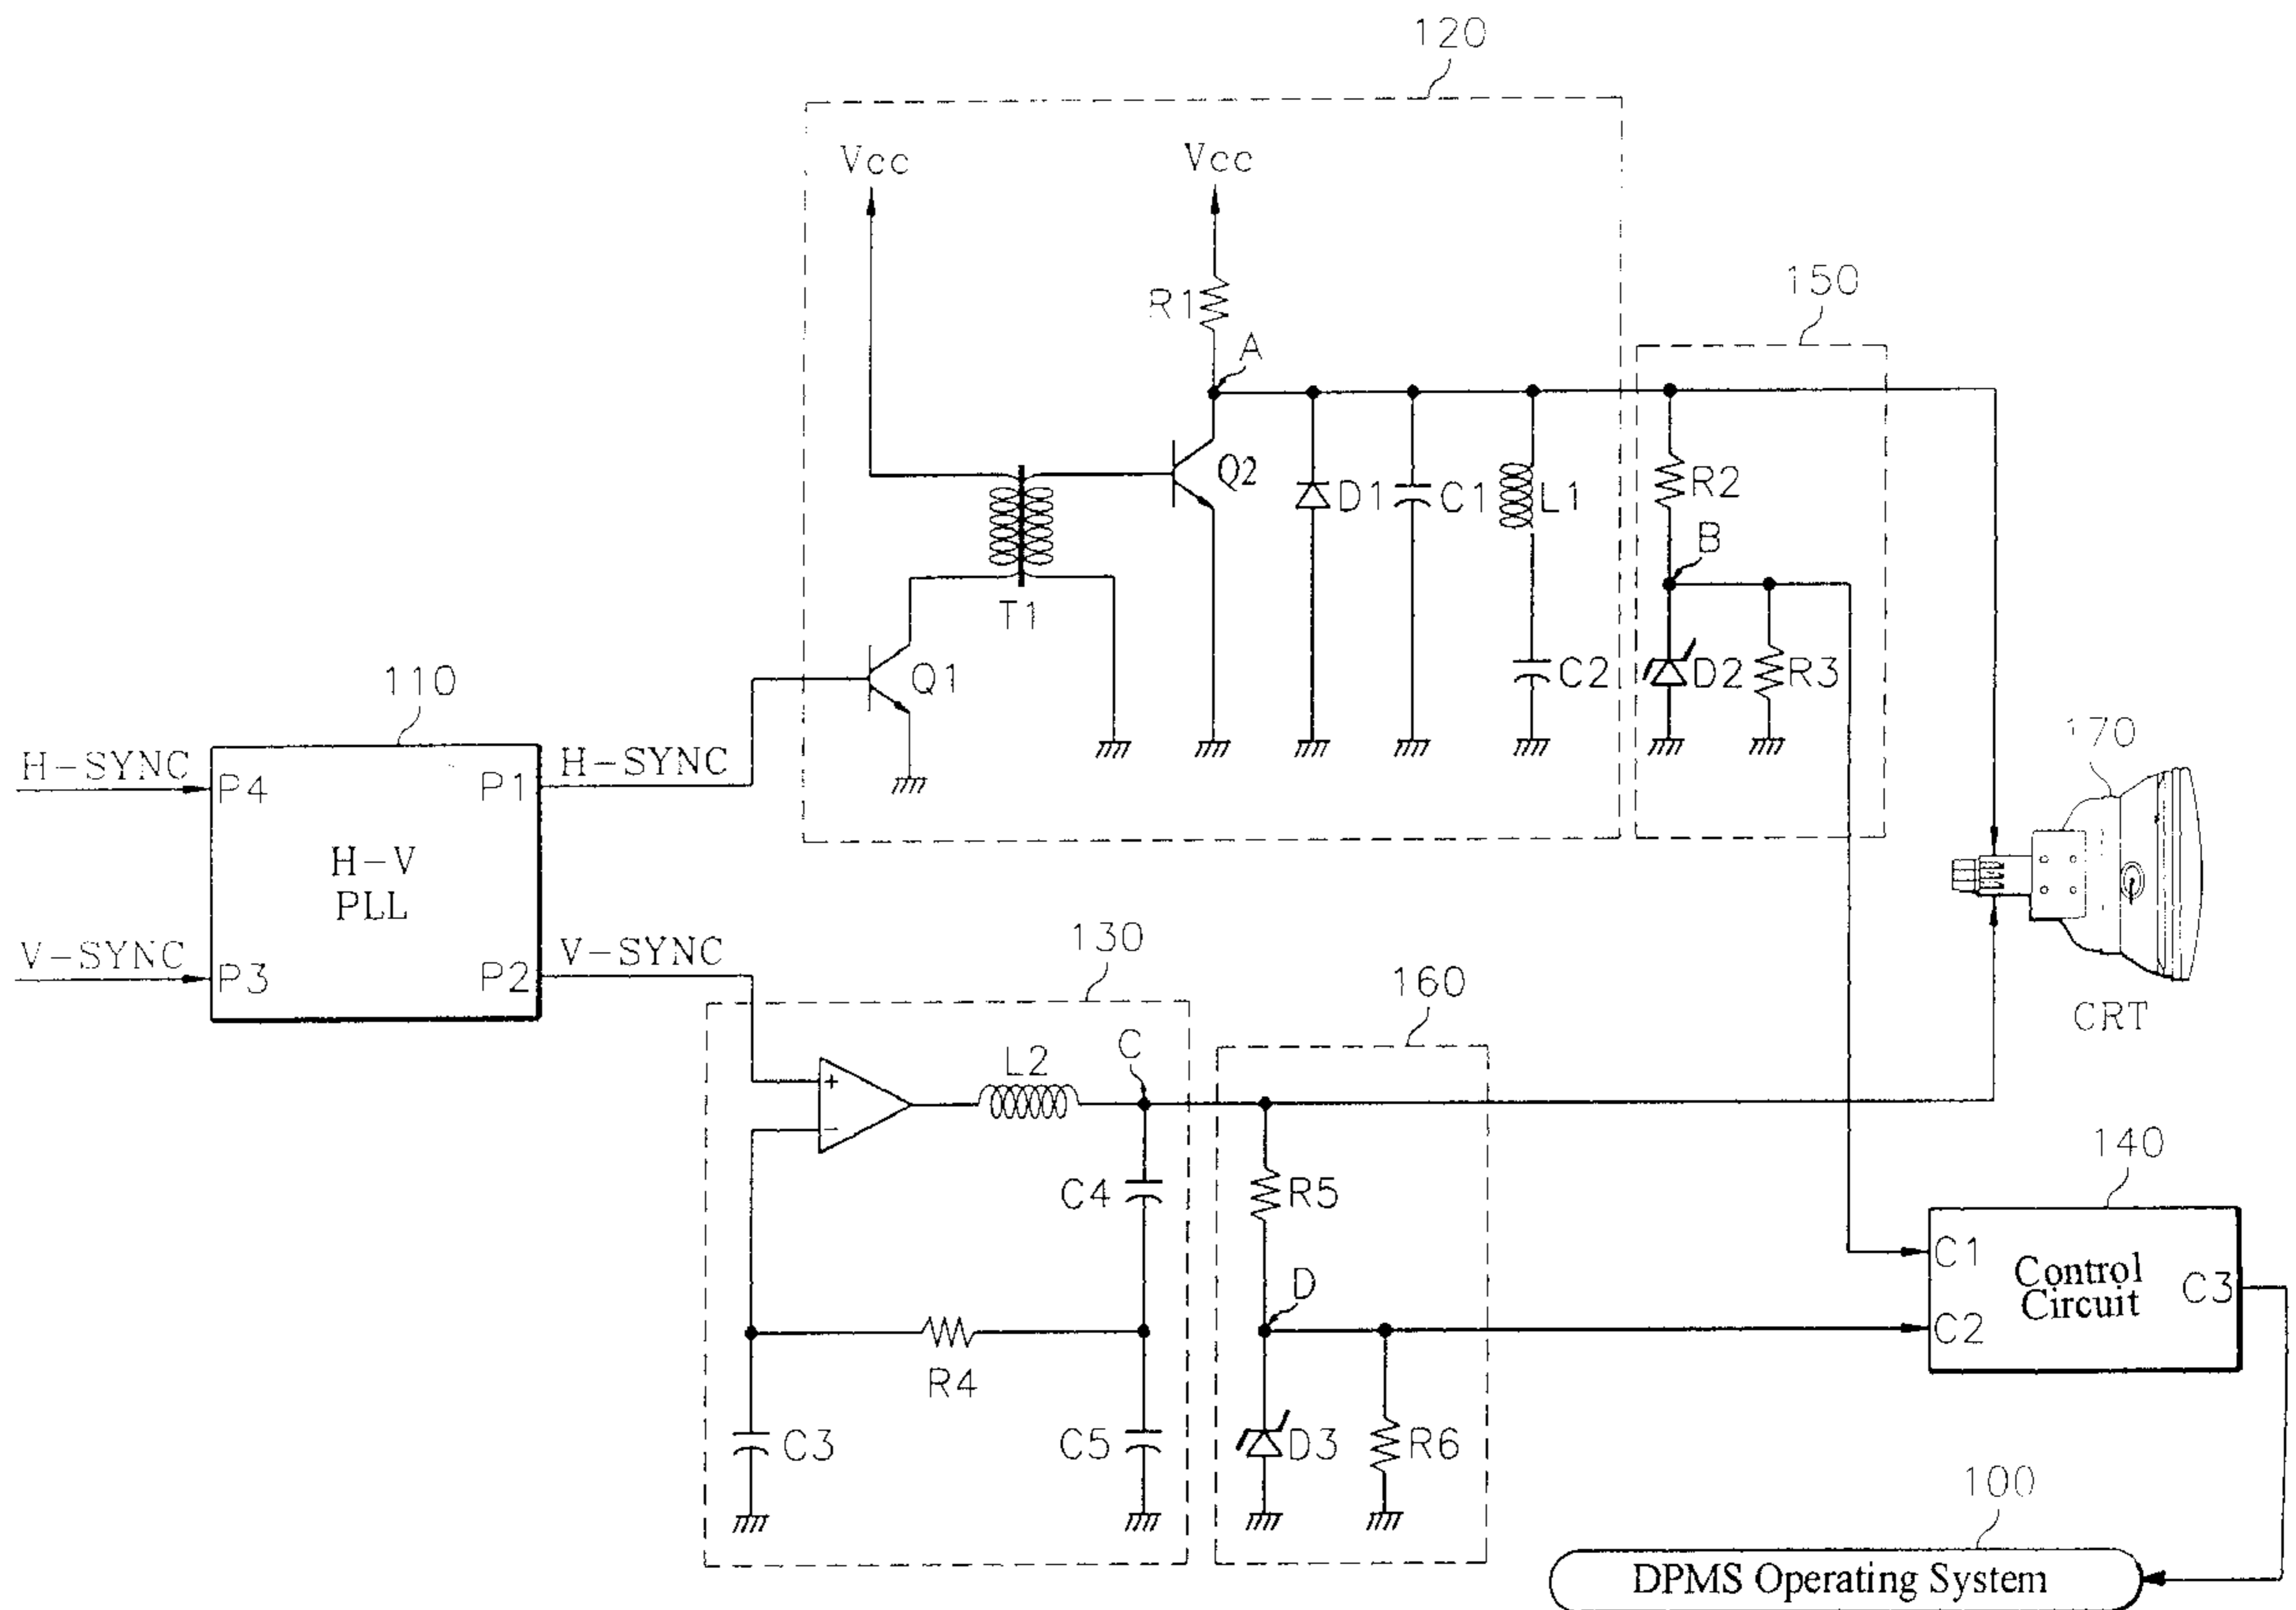 120
Vcc
Vcc
150
R1
A
Q2
D1
C1
L1
R2
B
T1
Q1
C2
D2
R3
110
170
H-SYNC
P4
P1
H-SYNC
H-V
PLL
V-SYNC
P3
P2
V-SYNC
130
160
CRT
L2
C
+
-
140
C4
R5
C1
Control
Circuit
C3
C2
D
R4
C3
C5
D3
R6
100
DPMS Operating System